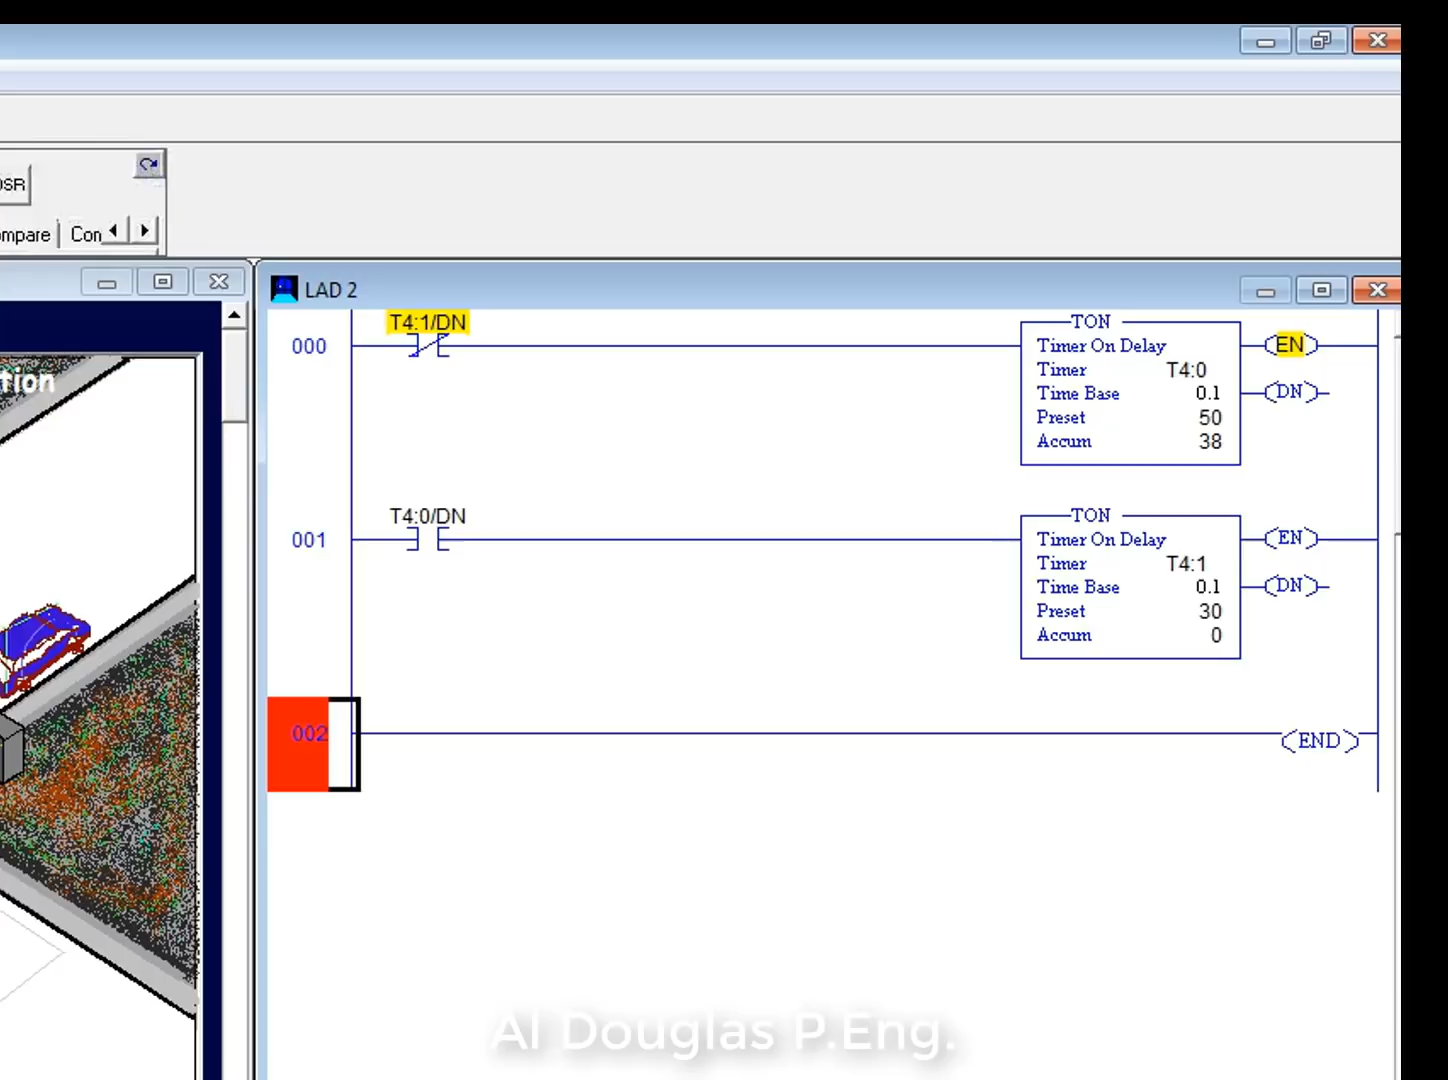 OSR
mpare
Con
LAD 2
tion
000
T4:1/DN
TON
Timer On Delay
Timer T4:0
Time Base 0.1
Preset 50
Accum 38
EN
DN
001
T4:0/DN
TON
Timer On Delay
Timer T4:1
Time Base 0.1
Preset 30
Accum 0
EN
DN
002
END
Al Douglas P.Eng.